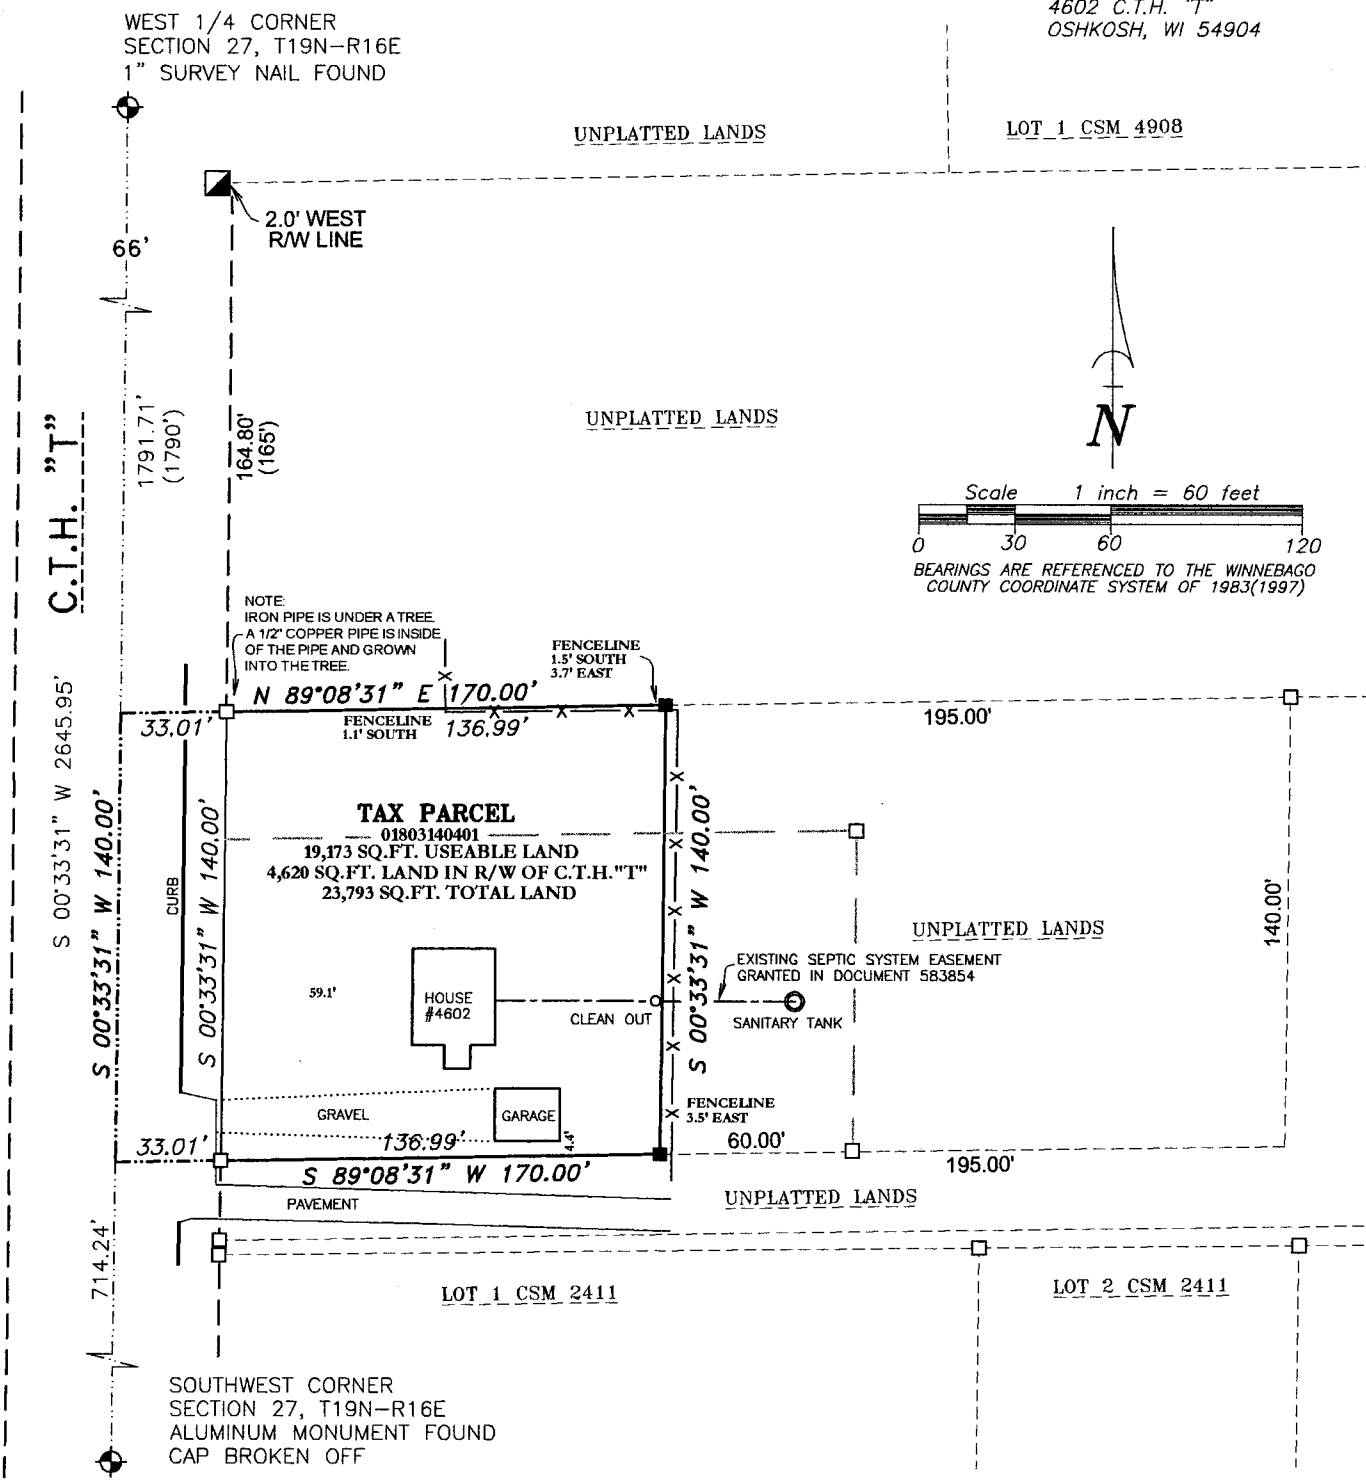 4602 C.T.H. "T"
OSHKOSH, WI 54904
WEST 1/4 CORNER
SECTION 27, T19N-R16E
1" SURVEY NAIL FOUND
UNPLATTED LANDS
LOT 1 CSM 4908
2.0' WEST
R/W LINE
66'
1791.71'
(1790')
164.80'
(165')
C.T.H. "T"
UNPLATTED LANDS
N
Scale 1 inch = 60 feet
0 30 60 120
BEARINGS ARE REFERENCED TO THE WINNEBAGO
COUNTY COORDINATE SYSTEM OF 1983(1997)
NOTE:
IRON PIPE IS UNDER A TREE.
A 1/2" COPPER PIPE IS INSIDE
OF THE PIPE AND GROWN
INTO THE TREE.
FENCELINE
1.5' SOUTH
3.7' EAST
N 89°08'31" E 170.00'
33.01'
FENCELINE
1.1' SOUTH
136.99'
195.00'
S 00°33'31" W 2645.95'
S 00°33'31" W 140.00'
CURB
S 00°33'31" W 140.00'
TAX PARCEL
01803140401
19,173 SQ.FT. USEABLE LAND
4,620 SQ.FT. LAND IN R/W OF C.T.H."T"
23,793 SQ.FT. TOTAL LAND
S 00°33'31" W 140.00'
UNPLATTED LANDS
140.00'
EXISTING SEPTIC SYSTEM EASEMENT
GRANTED IN DOCUMENT 583854
59.1'
HOUSE
#4602
CLEAN OUT
SANITARY TANK
GRAVEL
GARAGE
4.4'
FENCELINE
3.5' EAST
33.01'
136.99'
60.00'
195.00'
S 89°08'31" W 170.00'
PAVEMENT
UNPLATTED LANDS
714.24'
LOT 1 CSM 2411
LOT 2 CSM 2411
SOUTHWEST CORNER
SECTION 27, T19N-R16E
ALUMINUM MONUMENT FOUND
CAP BROKEN OFF